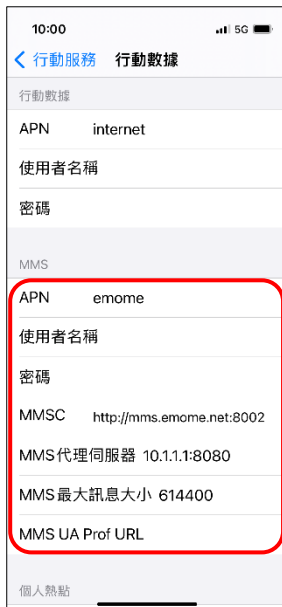 10:00 5G
行動服務 行動數據
行動數據
APN internet
使用者名稱
密碼
MMS
APN emome
使用者名稱
密碼
MMSC http://mms.emome.net:8002
MMS代理伺服器 10.1.1.1:8080
MMS最大訊息大小 614400
MMS UA Prof URL
個人熱點